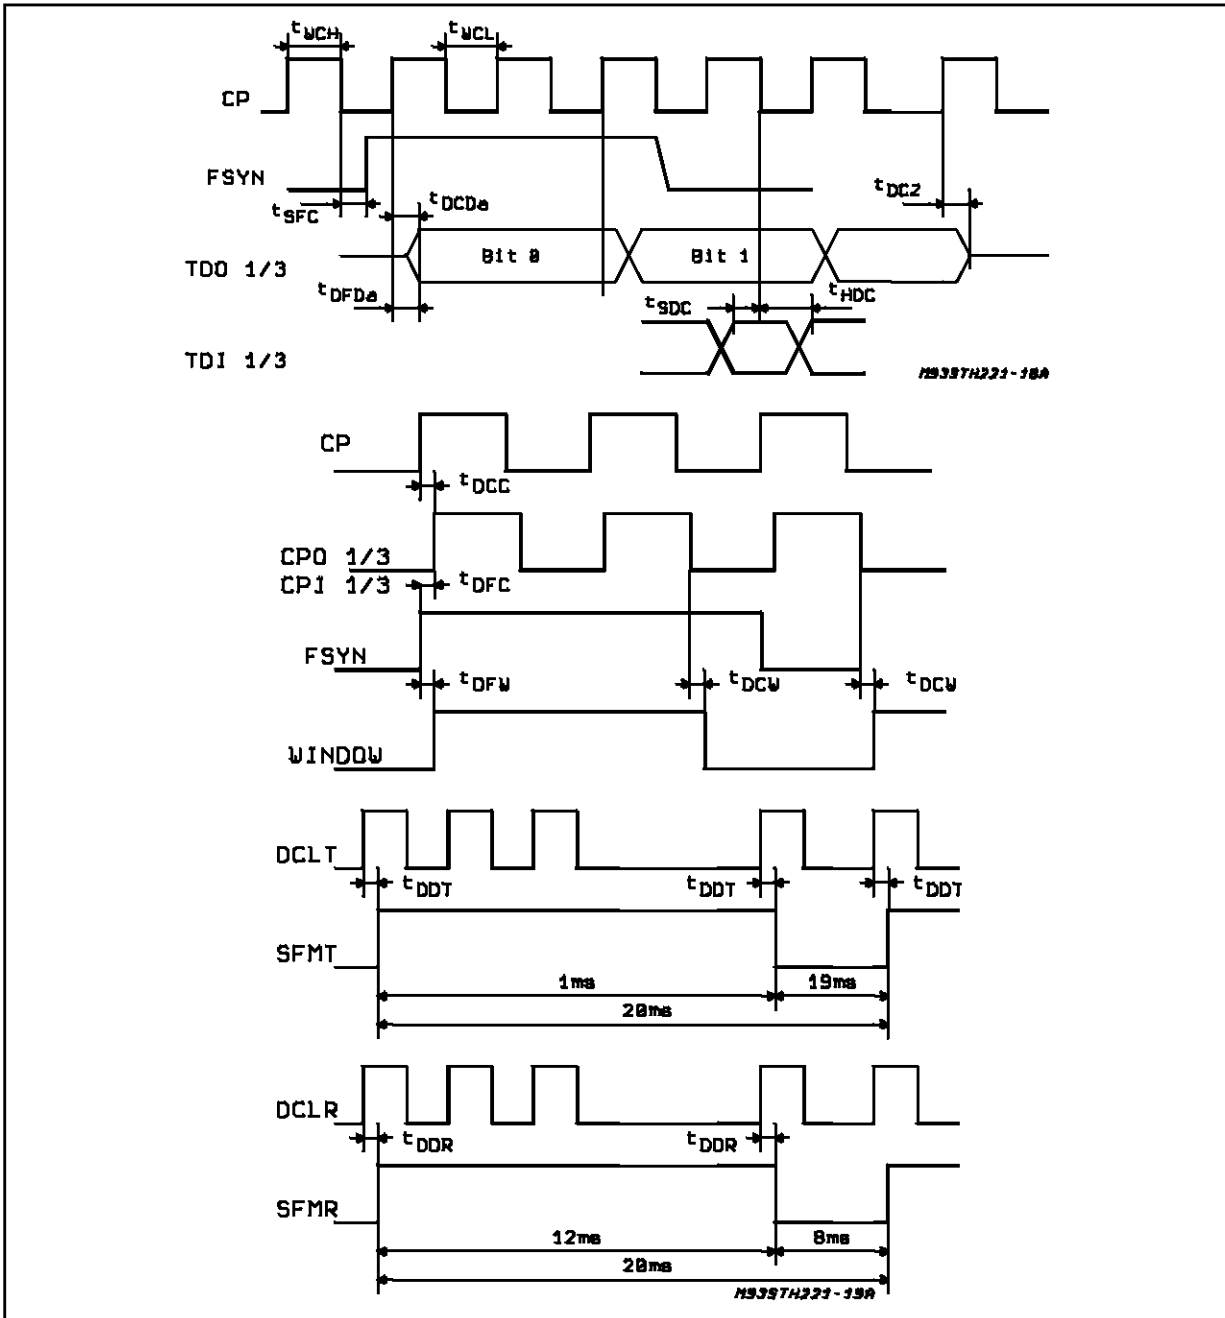 tWCH
tWCL
CP
FSYN
tSFC
tDCDa
tDCZ
TDO 1/3
Bit 0
Bit 1
tDFDa
tSDC
tHDC
TDI 1/3
M93STH221-18A
CP
tDCC
CPO 1/3
CPI 1/3
tDFC
FSYN
tDFW
tDCW
tDCW
WINDOW
DCLT
tDDT
tDDT
tDDT
SFMT
1ms
19ms
20ms
DCLR
tDDR
tDDR
SFMR
12ms
8ms
20ms
M93STH221-19A